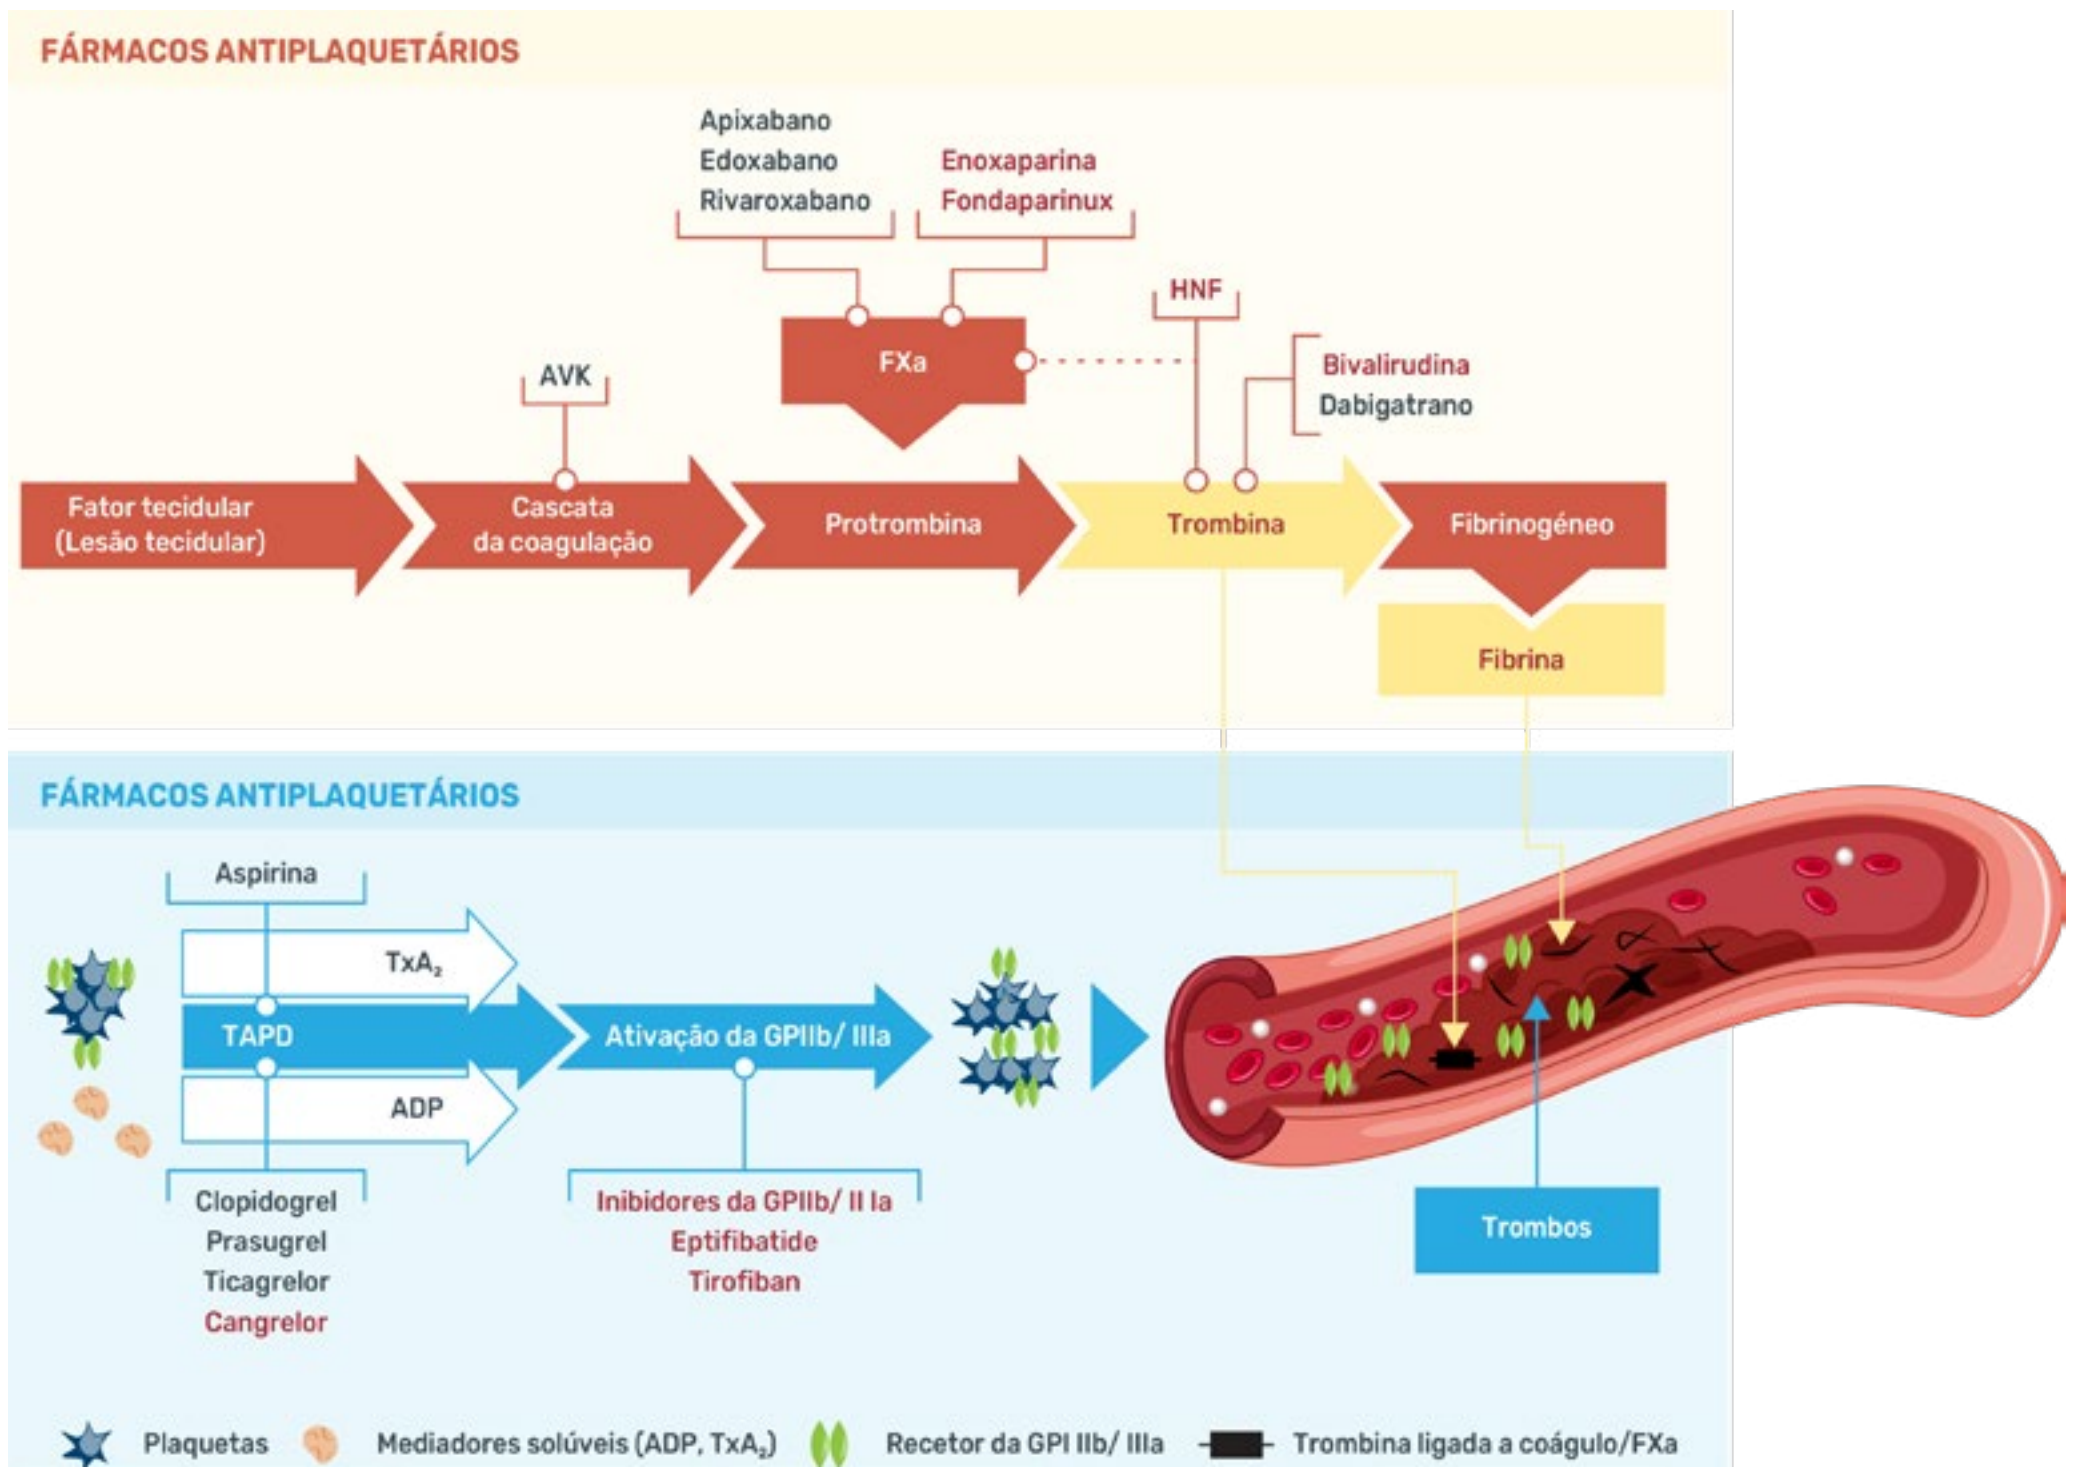 FÁRMACOS ANTIPLAQUETÁRIOS
Apixabano
Edoxabano
Rivaroxabano
Enoxaparina
Fondaparinux
HNF
AVK
FXa
Bivalirudina
Dabigatrano
Fator tecidular
(Lesão tecidular)
Cascata
da coagulação
Protrombina
Trombina
Fibrinogéneo
Fibrina
FÁRMACOS ANTIPLAQUETÁRIOS
Aspirina
TxA₂
TAPD
Ativação da GPIIb/ IIIa
ADP
Clopidogrel
Prasugrel
Ticagrelor
Cangrelor
Inibidores da GPIIb/ II Ia
Eptifibatide
Tirofiban
Trombos
Plaquetas
Mediadores solúveis (ADP, TxA₂)
Recetor da GPI IIb/ IIIa
Trombina ligada a coágulo/FXa